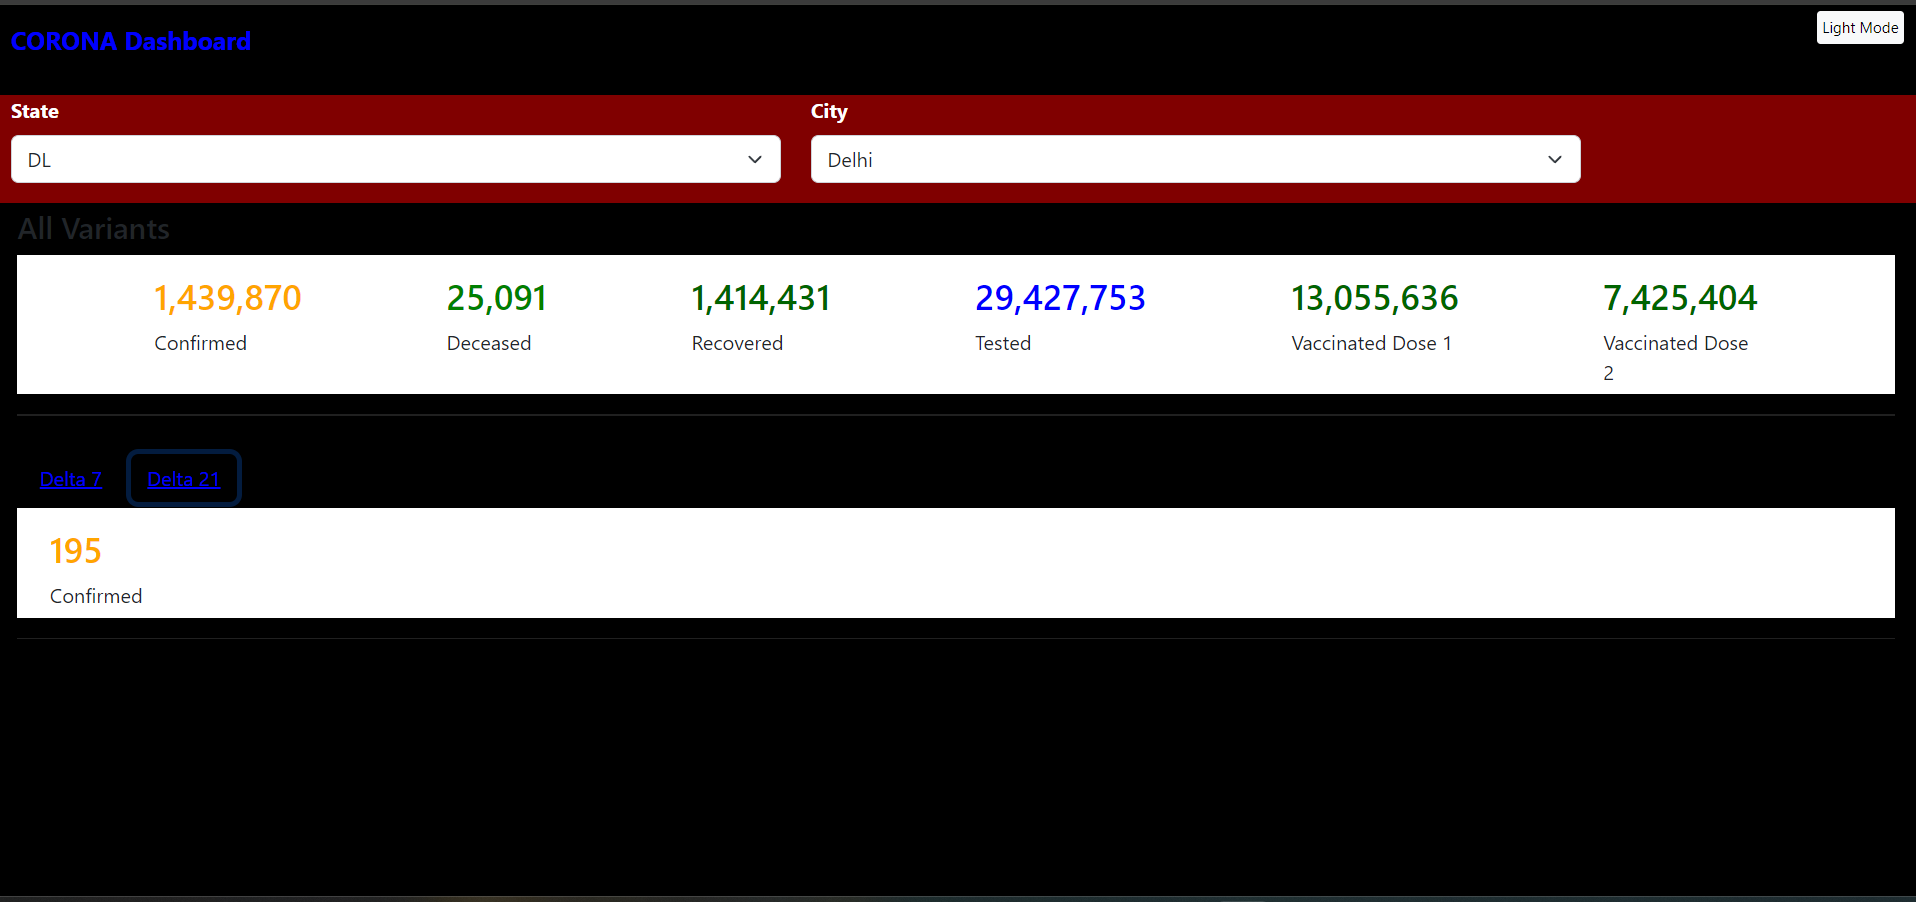 CORONA Dashboard
Light Mode
State
City
DL
Delhi
All Variants
1,439,870
Confirmed
25,091
Deceased
1,414,431
Recovered
29,427,753
Tested
13,055,636
Vaccinated Dose 1
7,425,404
Vaccinated Dose
2
Delta 7
Delta 21
195
Confirmed